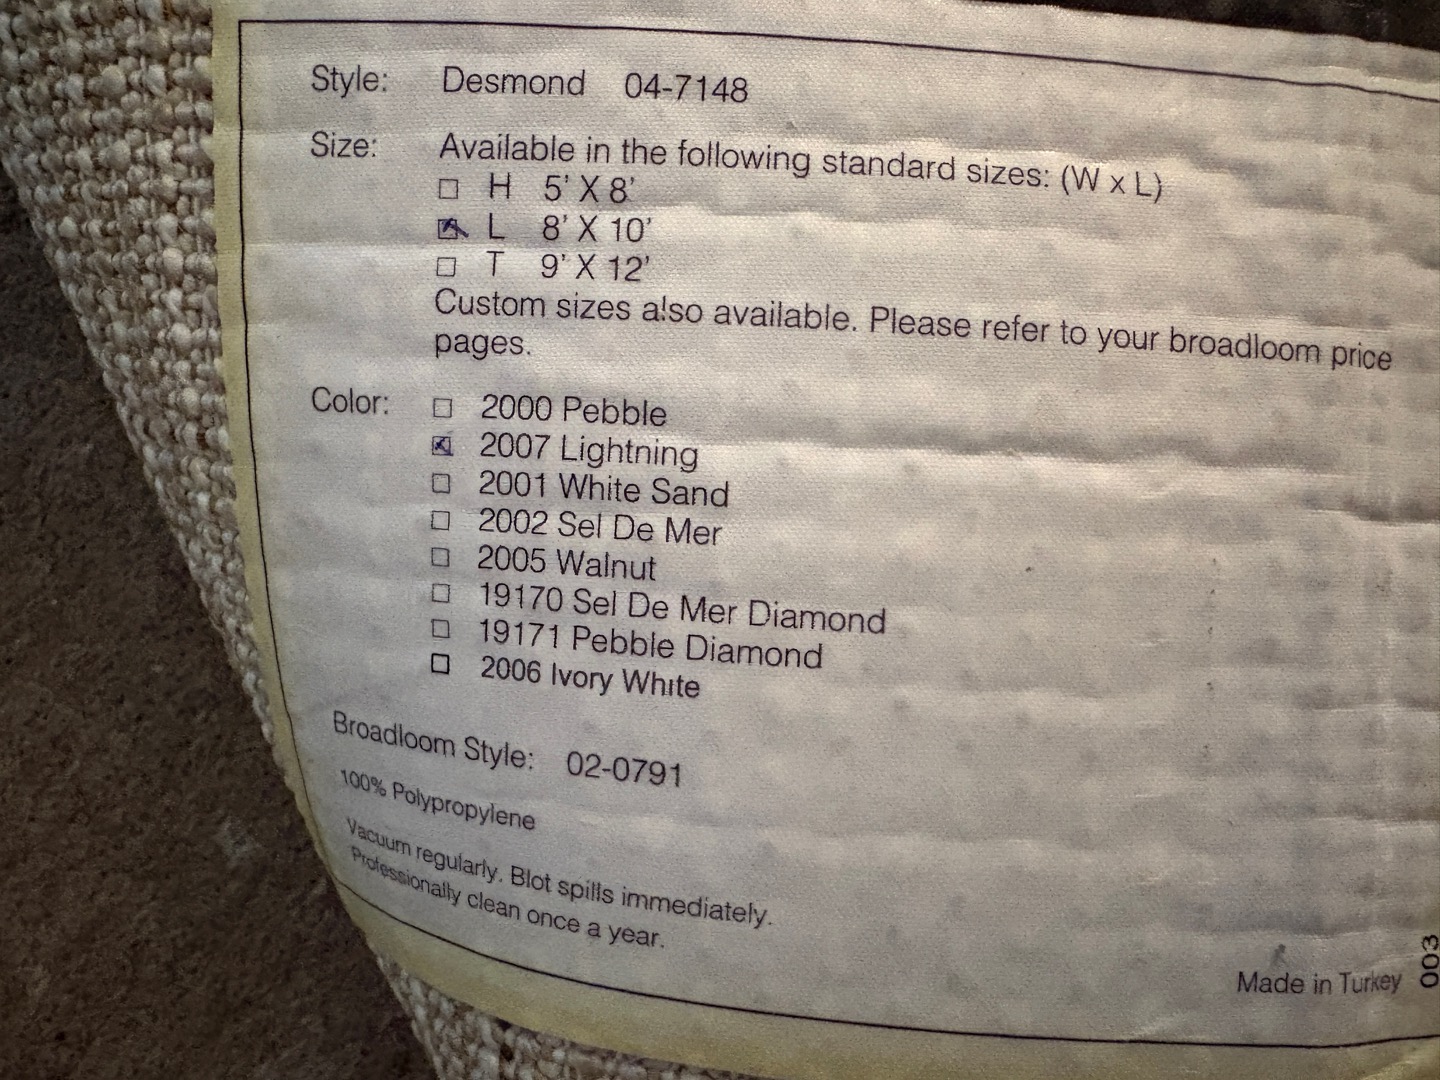 Style: Desmond 04-7148
Size: Available in the following standard sizes: (W x L)
☐ H 5' X 8'
☒ L 8' X 10'
☐ T 9' X 12'
Custom sizes also available. Please refer to your broadloom price
pages.
Color: ☐ 2000 Pebble
☒ 2007 Lightning
☐ 2001 White Sand
☐ 2002 Sel De Mer
☐ 2005 Walnut
☐ 19170 Sel De Mer Diamond
☐ 19171 Pebble Diamond
☐ 2006 Ivory White
Broadloom Style: 02-0791
100% Polypropylene
Vacuum regularly. Blot spills immediately.
Professionally clean once a year.
Made in Turkey
003